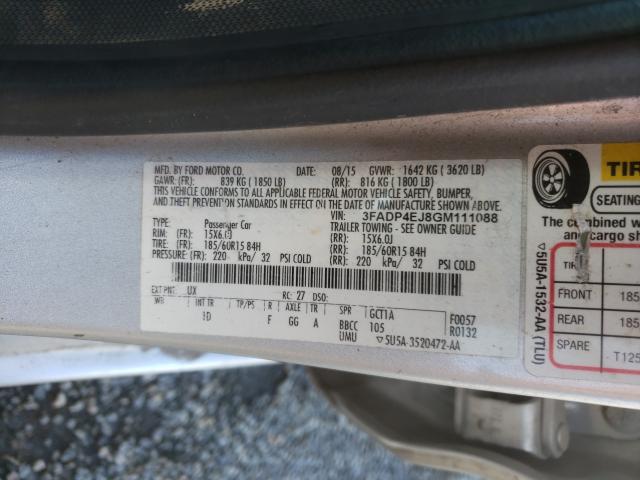 MFD. BY FORD MOTOR CO. DATE: 08/15 GVWR: 1642 KG ( 3620 LB)
GAWR: (FR): 839 KG ( 1850 LB) (RR): 816 KG ( 1800 LB)
THIS VEHICLE CONFORMS TO ALL APPLICABLE FEDERAL MOTOR VEHICLE SAFETY, BUMPER,
AND THEFT PREVENTION STANDARDS IN EFFECT ON THE DATE OF MANUFACTURE SHOWN ABOVE.
VIN: 3FADP4EJ8GM111088
TYPE: Passenger Car TRAILER TOWING - SEE OWNER GUIDE
RIM: (FR) 15X6.0J (RR) 15X6.0J
TIRE: (FR) 185/60R15 84H (RR) 185/60R15 84H
PRESSURE: (FR) 220 kPa/ 32 PSI COLD (RR) 220 kPa/ 32 PSI COLD
EXT PNT: UX RC: 27 DSO:
WB INT TR TP/PS R AXLE TR SPR GCT1A F0057
ID F GG A BBCC 105 R0132
UMU ▽5U5A-3520472-AA
TIR
SEATING
The combined w
and cargo sh
TIR
FRONT 185
REAR 185
SPARE T125
▽5U5A-1532-AA (TLU)